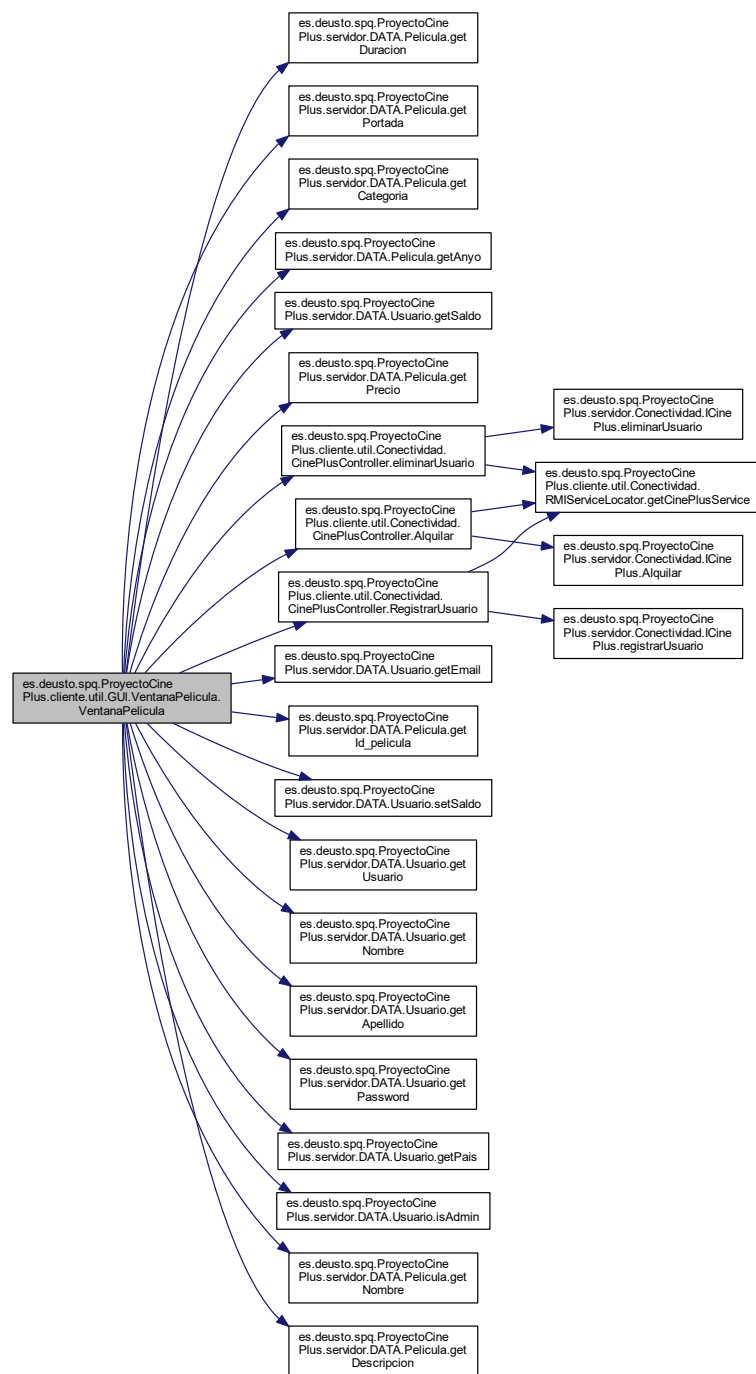 es.deusto.spq.ProyectoCine
Plus.servidor.DATA.Pelicula.get
Duracion
es.deusto.spq.ProyectoCine
Plus.servidor.DATA.Pelicula.get
Portada
es.deusto.spq.ProyectoCine
Plus.servidor.DATA.Pelicula.get
Categoria
es.deusto.spq.ProyectoCine
Plus.servidor.DATA.Pelicula.getAnyo
es.deusto.spq.ProyectoCine
Plus.servidor.DATA.Usuario.getSaldo
es.deusto.spq.ProyectoCine
Plus.servidor.DATA.Pelicula.get
Precio
es.deusto.spq.ProyectoCine
Plus.cliente.util.Conectividad.
CinePlusController.eliminarUsuario
es.deusto.spq.ProyectoCine
Plus.servidor.Conectividad.ICine
Plus.eliminarUsuario
es.deusto.spq.ProyectoCine
Plus.cliente.util.Conectividad.
RMIServiceLocator.getCinePlusService
es.deusto.spq.ProyectoCine
Plus.cliente.util.Conectividad.
CinePlusController.Alquilar
es.deusto.spq.ProyectoCine
Plus.servidor.Conectividad.ICine
Plus.Alquilar
es.deusto.spq.ProyectoCine
Plus.cliente.util.Conectividad.
CinePlusController.RegistrarUsuario
es.deusto.spq.ProyectoCine
Plus.servidor.Conectividad.ICine
Plus.registrarUsuario
es.deusto.spq.ProyectoCine
Plus.servidor.DATA.Usuario.getEmail
es.deusto.spq.ProyectoCine
Plus.cliente.util.GUI.VentanaPelicula.
VentanaPelicula
es.deusto.spq.ProyectoCine
Plus.servidor.DATA.Pelicula.get
Id_pelicula
es.deusto.spq.ProyectoCine
Plus.servidor.DATA.Usuario.setSaldo
es.deusto.spq.ProyectoCine
Plus.servidor.DATA.Usuario.get
Usuario
es.deusto.spq.ProyectoCine
Plus.servidor.DATA.Usuario.get
Nombre
es.deusto.spq.ProyectoCine
Plus.servidor.DATA.Usuario.get
Apellido
es.deusto.spq.ProyectoCine
Plus.servidor.DATA.Usuario.get
Password
es.deusto.spq.ProyectoCine
Plus.servidor.DATA.Usuario.getPais
es.deusto.spq.ProyectoCine
Plus.servidor.DATA.Usuario.isAdmin
es.deusto.spq.ProyectoCine
Plus.servidor.DATA.Pelicula.get
Nombre
es.deusto.spq.ProyectoCine
Plus.servidor.DATA.Pelicula.get
Descripcion